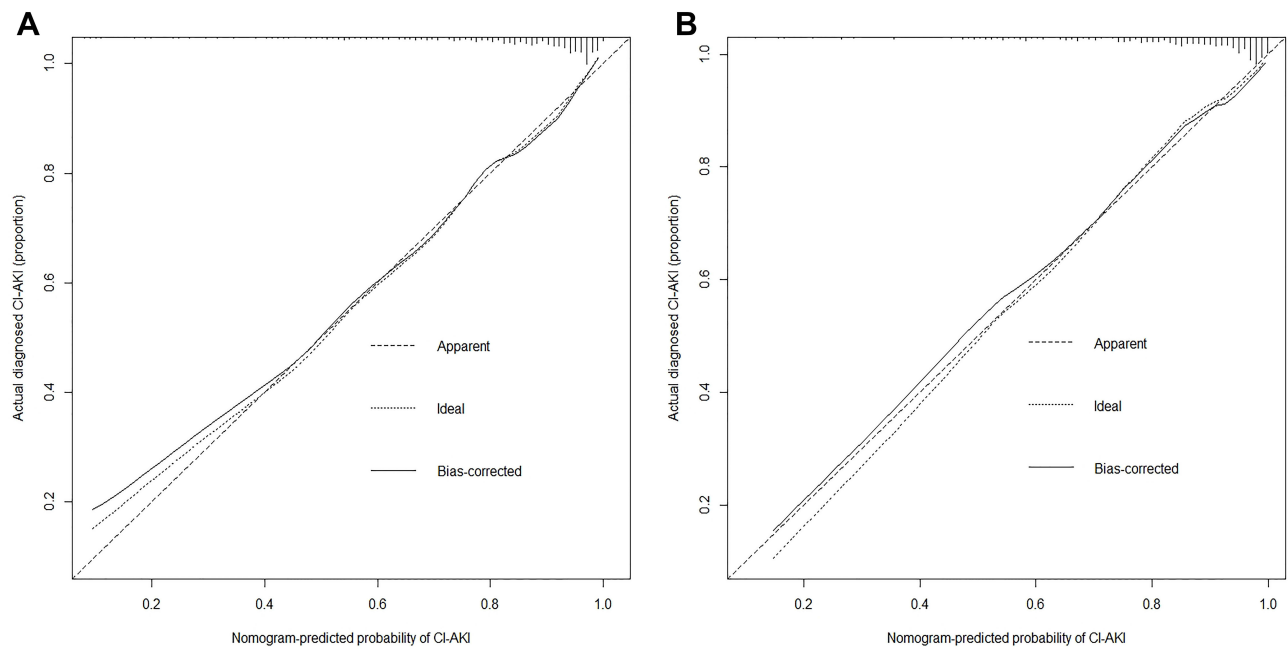 A
Actual diagnosed CI-AKI (proportion)
1.0
0.8
0.6
0.4
0.2
Apparent
Ideal
Bias-corrected
0.2 0.4 0.6 0.8 1.0
Nomogram-predicted probability of CI-AKI
B
Actual diagnosed CI-AKI (proportion)
1.0
0.8
0.6
0.4
0.2
Apparent
Ideal
Bias-corrected
0.2 0.4 0.6 0.8 1.0
Nomogram-predicted probability of CI-AKI